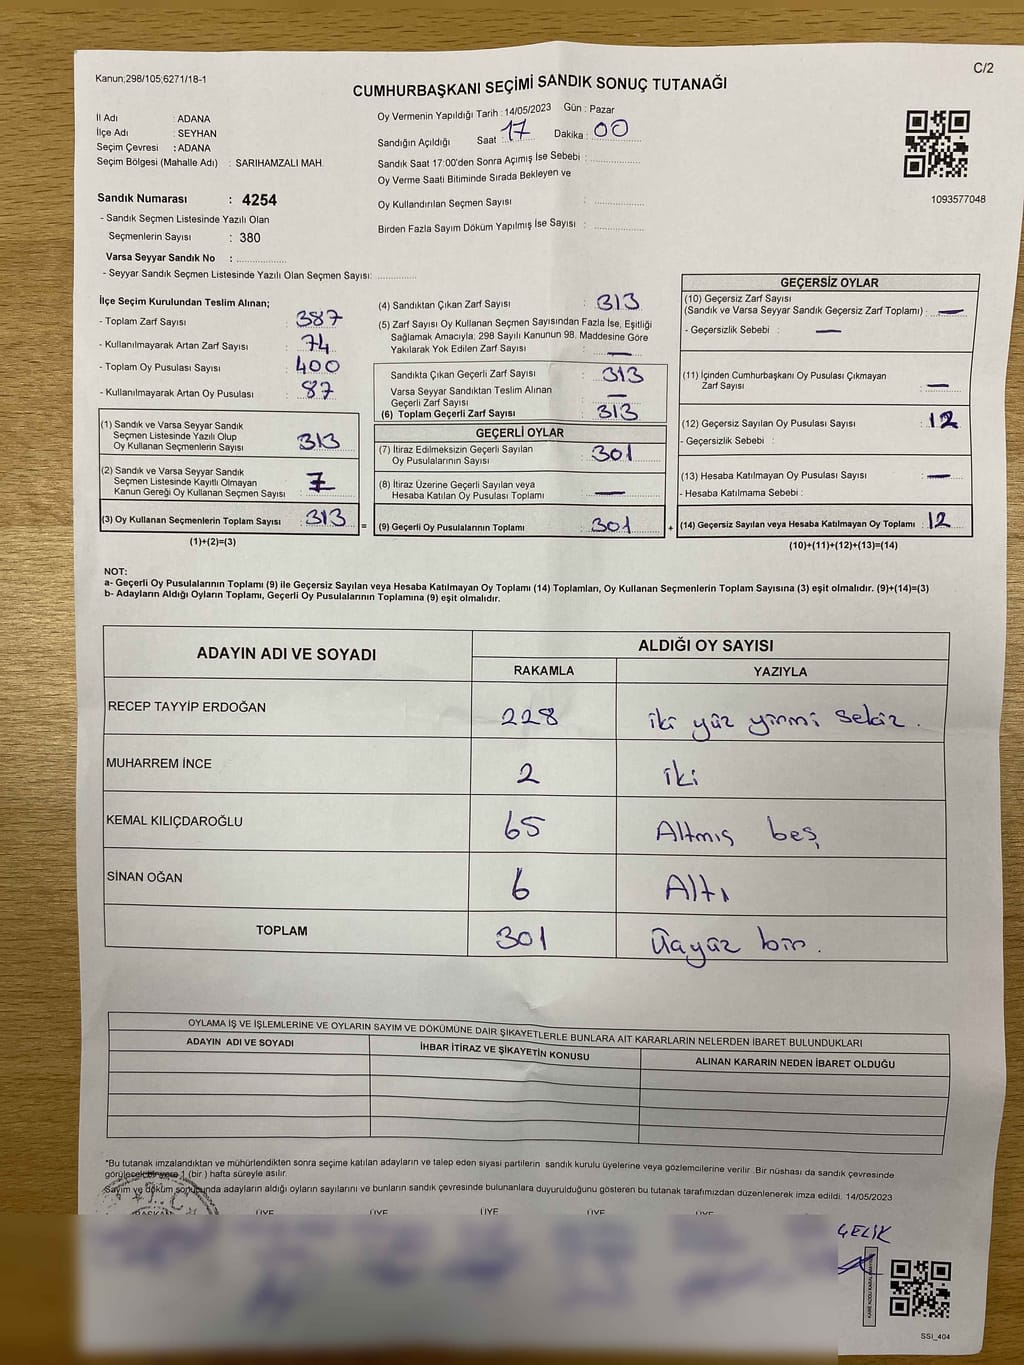 Kanun;298/105;6271/18-1
C/2
CUMHURBAŞKANI SEÇİMİ SANDIK SONUÇ TUTANAĞI
İl Adı : ADANA
İlçe Adı : SEYHAN
Seçim Çevresi : ADANA
Seçim Bölgesi (Mahalle Adı) : SARIHAMZALI MAH.
Sandık Numarası : 4254
- Sandık Seçmen Listesinde Yazılı Olan
Seçmenlerin Sayısı : 380
Varsa Seyyar Sandık No :
- Seyyar Sandık Seçmen Listesinde Yazılı Olan Seçmen Sayısı:
Oy Vermenin Yapıldığı Tarih : 14/05/2023 Gün : Pazar
Sandığın Açıldığı Saat : 17 Dakika : 00
Sandık Saat 17:00'den Sonra Açımış İse Sebebi :
Oy Verme Saati Bitiminde Sırada Bekleyen ve
Oy Kullandırılan Seçmen Sayısı :
Birden Fazla Sayım Döküm Yapılmış İse Sayısı :
1093577048
İlçe Seçim Kurulundan Teslim Alınan;
- Toplam Zarf Sayısı : 387
- Kullanılmayarak Artan Zarf Sayısı : 74
- Toplam Oy Pusulası Sayısı : 400
- Kullanılmayarak Artan Oy Pusulası : 87
(1) Sandık ve Varsa Seyyar Sandık
Seçmen Listesinde Yazılı Olup
Oy Kullanan Seçmenlerin Sayısı : 313
(2) Sandık ve Varsa Seyyar Sandık
Seçmen Listesinde Kayıtlı Olmayan
Kanun Gereği Oy Kullanan Seçmen Sayısı :
(3) Oy Kullanan Seçmenlerin Toplam Sayısı : 313 =
(1)+(2)=(3)
(4) Sandıktan Çıkan Zarf Sayısı : 313
(5) Zarf Sayısı Oy Kullanan Seçmen Sayısından Fazla İse, Eşitliği
Sağlamak Amacıyla; 298 Sayılı Kanunun 98. Maddesine Göre
Yakılarak Yok Edilen Zarf Sayısı : —
Sandıkta Çıkan Geçerli Zarf Sayısı : 313
Varsa Seyyar Sandıktan Teslim Alınan
Geçerli Zarf Sayısı : —
(6) Toplam Geçerli Zarf Sayısı : 313
GEÇERLİ OYLAR
(7) İtiraz Edilmeksizin Geçerli Sayılan
Oy Pusulalarının Sayısı : 301
(8) İtiraz Üzerine Geçerli Sayılan veya
Hesaba Katılan Oy Pusulası Toplamı : —
(9) Geçerli Oy Pusulalarının Toplamı : 301 +
GEÇERSİZ OYLAR
(10) Geçersiz Zarf Sayısı
(Sandık ve Varsa Seyyar Sandık Geçersiz Zarf Toplamı) : —
- Geçersizlik Sebebi : —
(11) İçinden Cumhurbaşkanı Oy Pusulası Çıkmayan
Zarf Sayısı : —
(12) Geçersiz Sayılan Oy Pusulası Sayısı : 12
- Geçersizlik Sebebi :
(13) Hesaba Katılmayan Oy Pusulası Sayısı : —
- Hesaba Katılmama Sebebi :
(14) Geçersiz Sayılan veya Hesaba Katılmayan Oy Toplamı : 12
(10)+(11)+(12)+(13)=(14)
NOT:
a- Geçerli Oy Pusulalarının Toplamı (9) ile Geçersiz Sayılan veya Hesaba Katılmayan Oy Toplamı (14) Toplamları, Oy Kullanan Seçmenlerin Toplam Sayısına (3) eşit olmalıdır. (9)+(14)=(3)
b- Adayların Aldığı Oyların Toplamı, Geçerli Oy Pusulalarının Toplamına (9) eşit olmalıdır.
ADAYIN ADI VE SOYADI
ALDIĞI OY SAYISI
RAKAMLA YAZIYLA
RECEP TAYYİP ERDOĞAN 228 iki yüz yirmi sekiz.
MUHARREM İNCE 2 iki
KEMAL KILIÇDAROĞLU 65 Altmış beş
SİNAN OĞAN 6 Altı
TOPLAM 301 Üçyüz bir.
OYLAMA İŞ VE İŞLEMLERİNE VE OYLARIN SAYIM VE DÖKÜMÜNE DAİR ŞİKAYETLERLE BUNLARA AİT KARARLARIN NELERDEN İBARET BULUNDUKLARI
ADAYIN ADI VE SOYADI İHBAR İTİRAZ VE ŞİKAYETİN KONUSU ALINAN KARARIN NEDEN İBARET OLDUĞU
*Bu tutanak imzalandıktan ve mühürlendikten sonra seçime katılan adayların ve talep eden siyasi partilerin sandık kurulu üyelerine veya gözlemcilerine verilir. Bir nüshası da sandık çevresinde
görülecek bir yere 1 (bir) hafta süreyle asılır.
Sayım ve döküm sonucunda adayların aldığı oyların sayılarını ve bunların sandık çevresinde bulunanlara duyurulduğunu gösteren bu tutanak tarafımızdan düzenlenerek imza edildi. 14/05/2023
T.C.
BAŞKAN ÜYE ÜYE ÜYE ÜYE ÜYE
ÇELİK
SSI_404